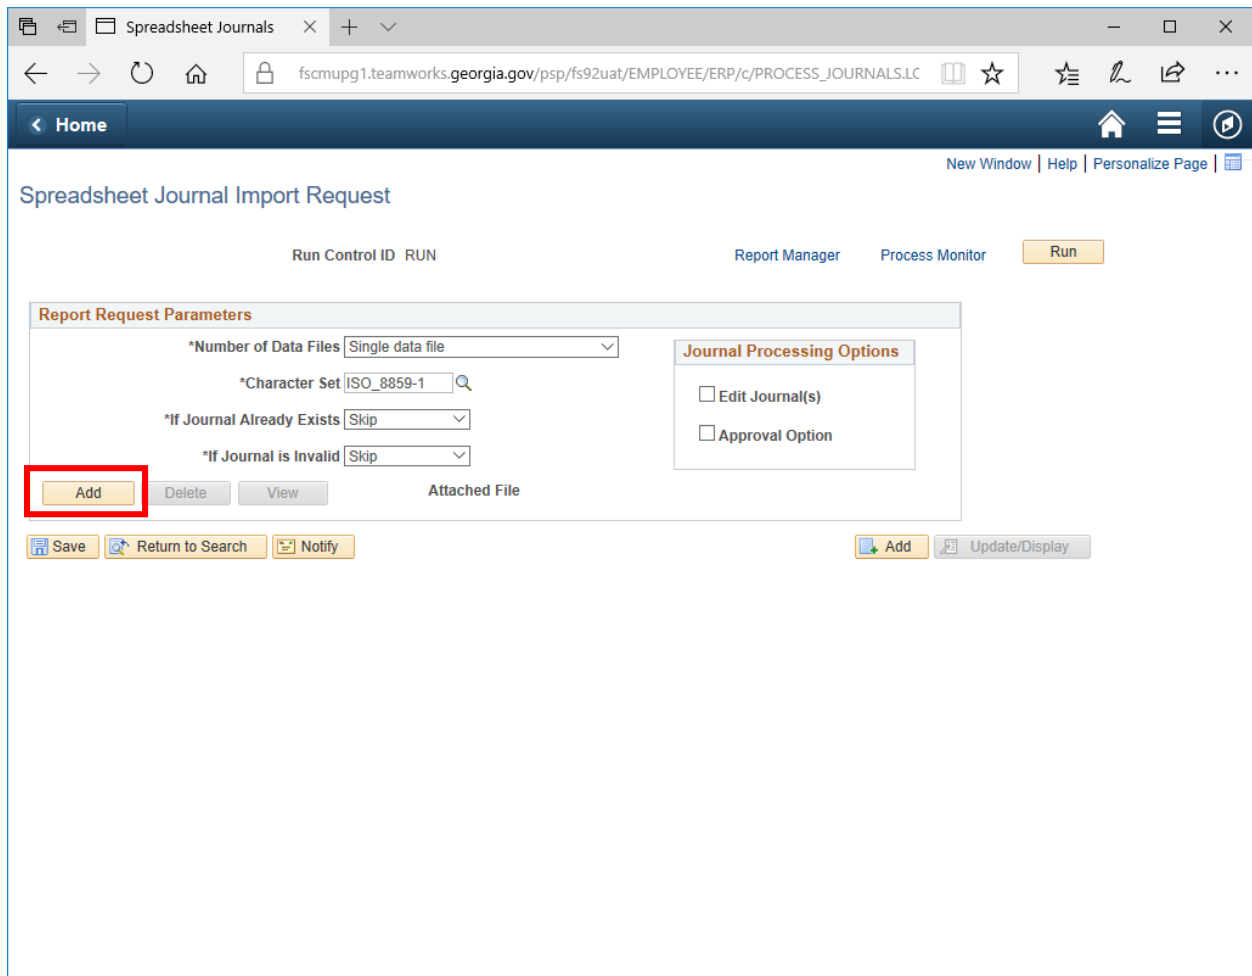 Spreadsheet Journals
fscmupg1.teamworks.georgia.gov/psp/fs92uat/EMPLOYEE/ERP/c/PROCESS_JOURNALS.LC
Home
New Window | Help | Personalize Page |
Spreadsheet Journal Import Request
Run Control ID RUN Report Manager Process Monitor Run
Report Request Parameters
*Number of Data Files Single data file
Journal Processing Options
*Character Set ISO_8859-1
Edit Journal(s)
*If Journal Already Exists Skip
Approval Option
*If Journal is Invalid Skip
Add Delete View Attached File
Save Return to Search Notify Add Update/Display